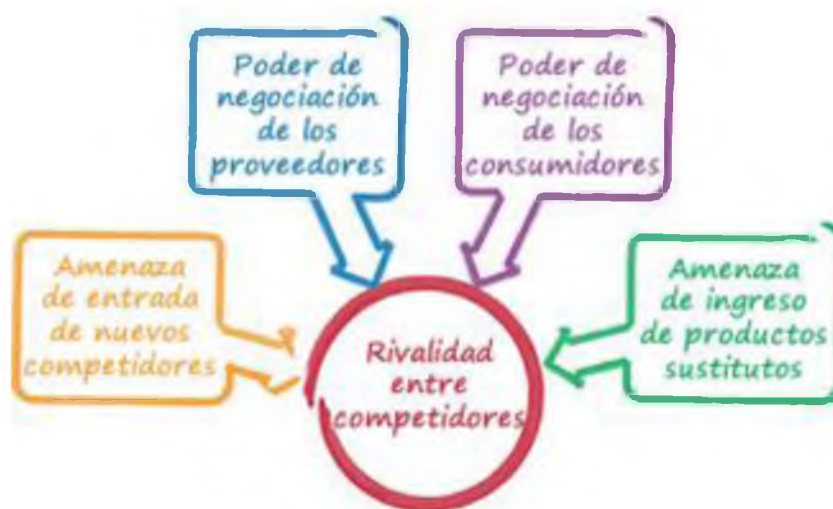 Poder de
negociación
de los
proveedores
Poder de
negociación
de los
consumidores
Amenaza
de entrada
de nuevos
competidores
Rivalidad
entre
competidores
Amenaza
de ingreso
de productos
sustitutos